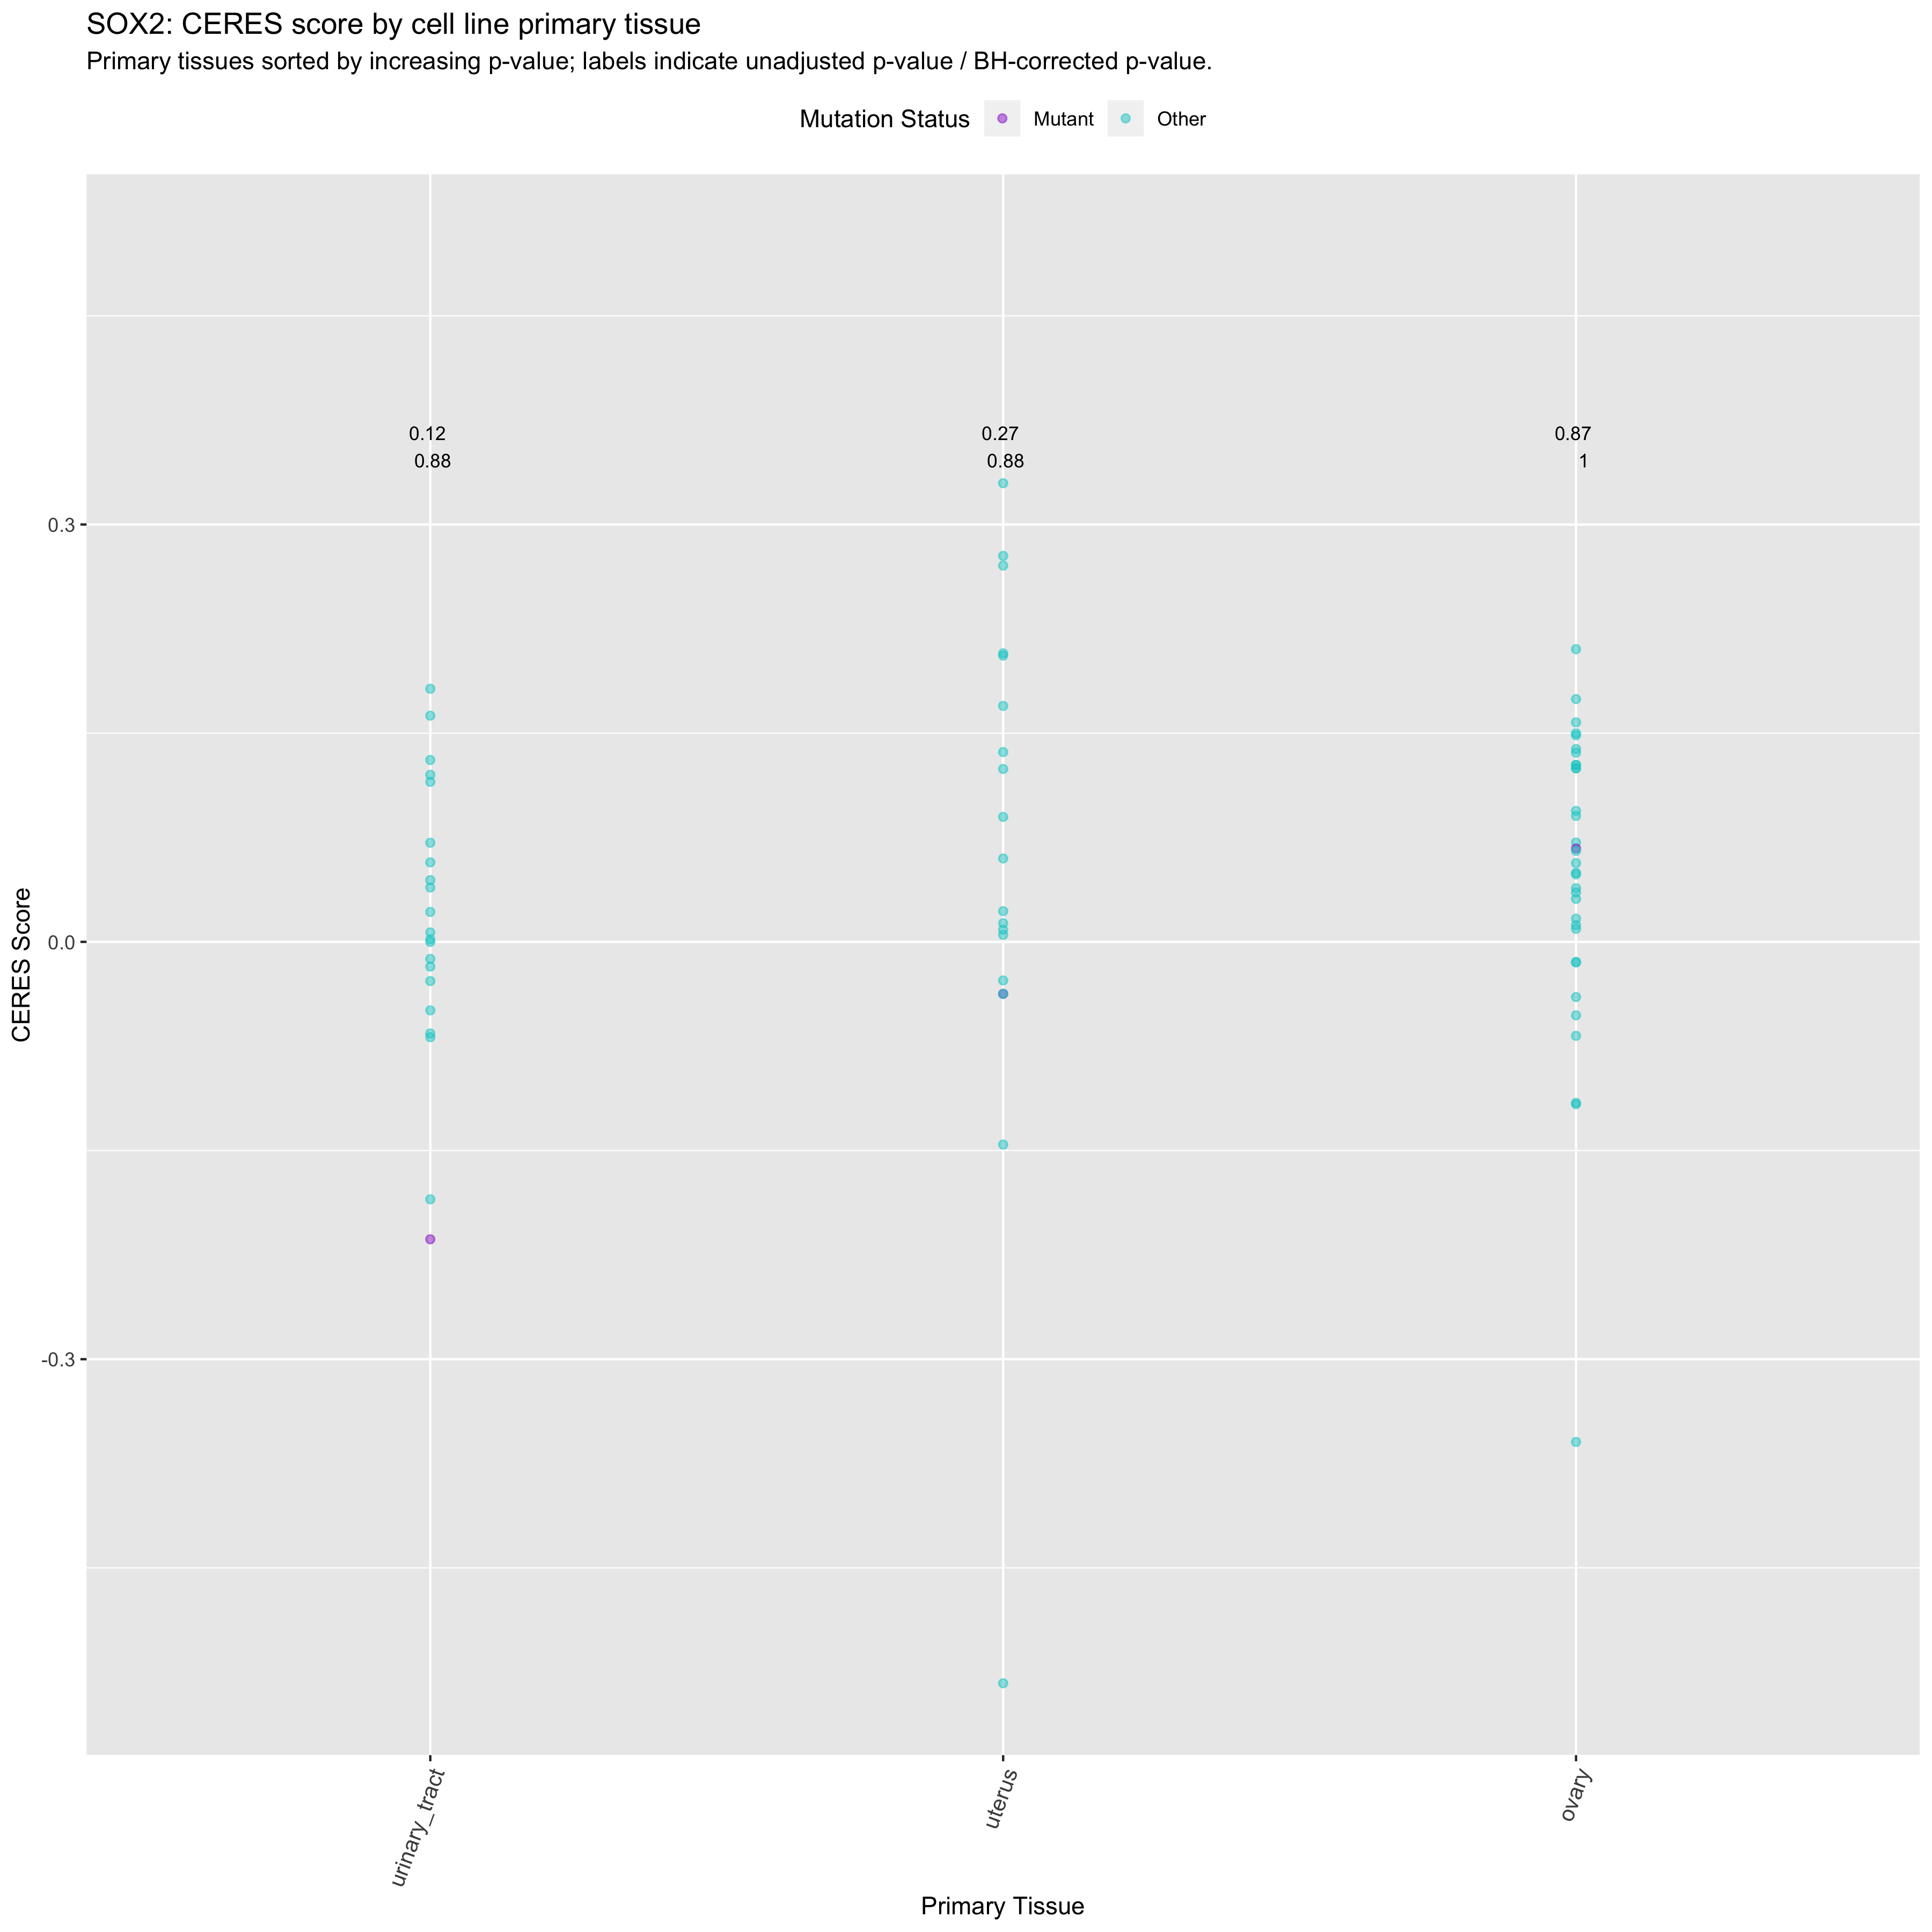 SOX2: CERES score by cell line primary tissue
Primary tissues sorted by increasing p-value; labels indicate unadjusted p-value / BH-corrected p-value.
Mutation Status Mutant Other
0.12 0.27 0.87
0.88 0.88 1
0.3
0.0
-0.3
CERES Score
urinary_tract uterus ovary
Primary Tissue